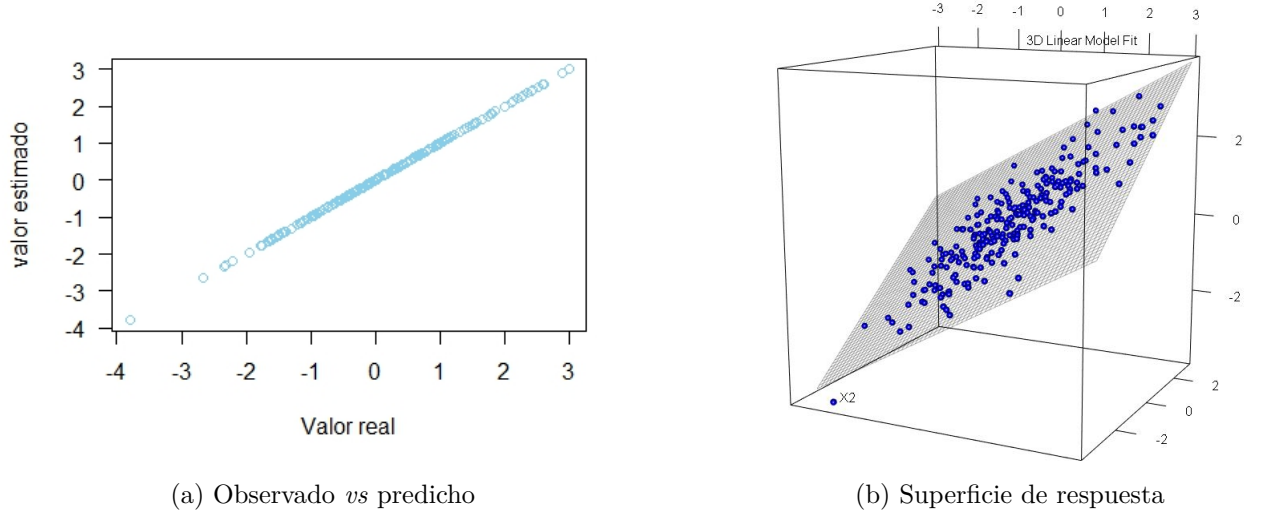 3
2
1
0
-1
-2
-3
-4
valor estimado
-4 -3 -2 -1 0 1 2 3
Valor real
(a) Observado vs predicho
-3 -2 -1 0 1 2 3
3D Linear Model Fit
2
0
-2
2
0
-2
X2
(b) Superficie de respuesta